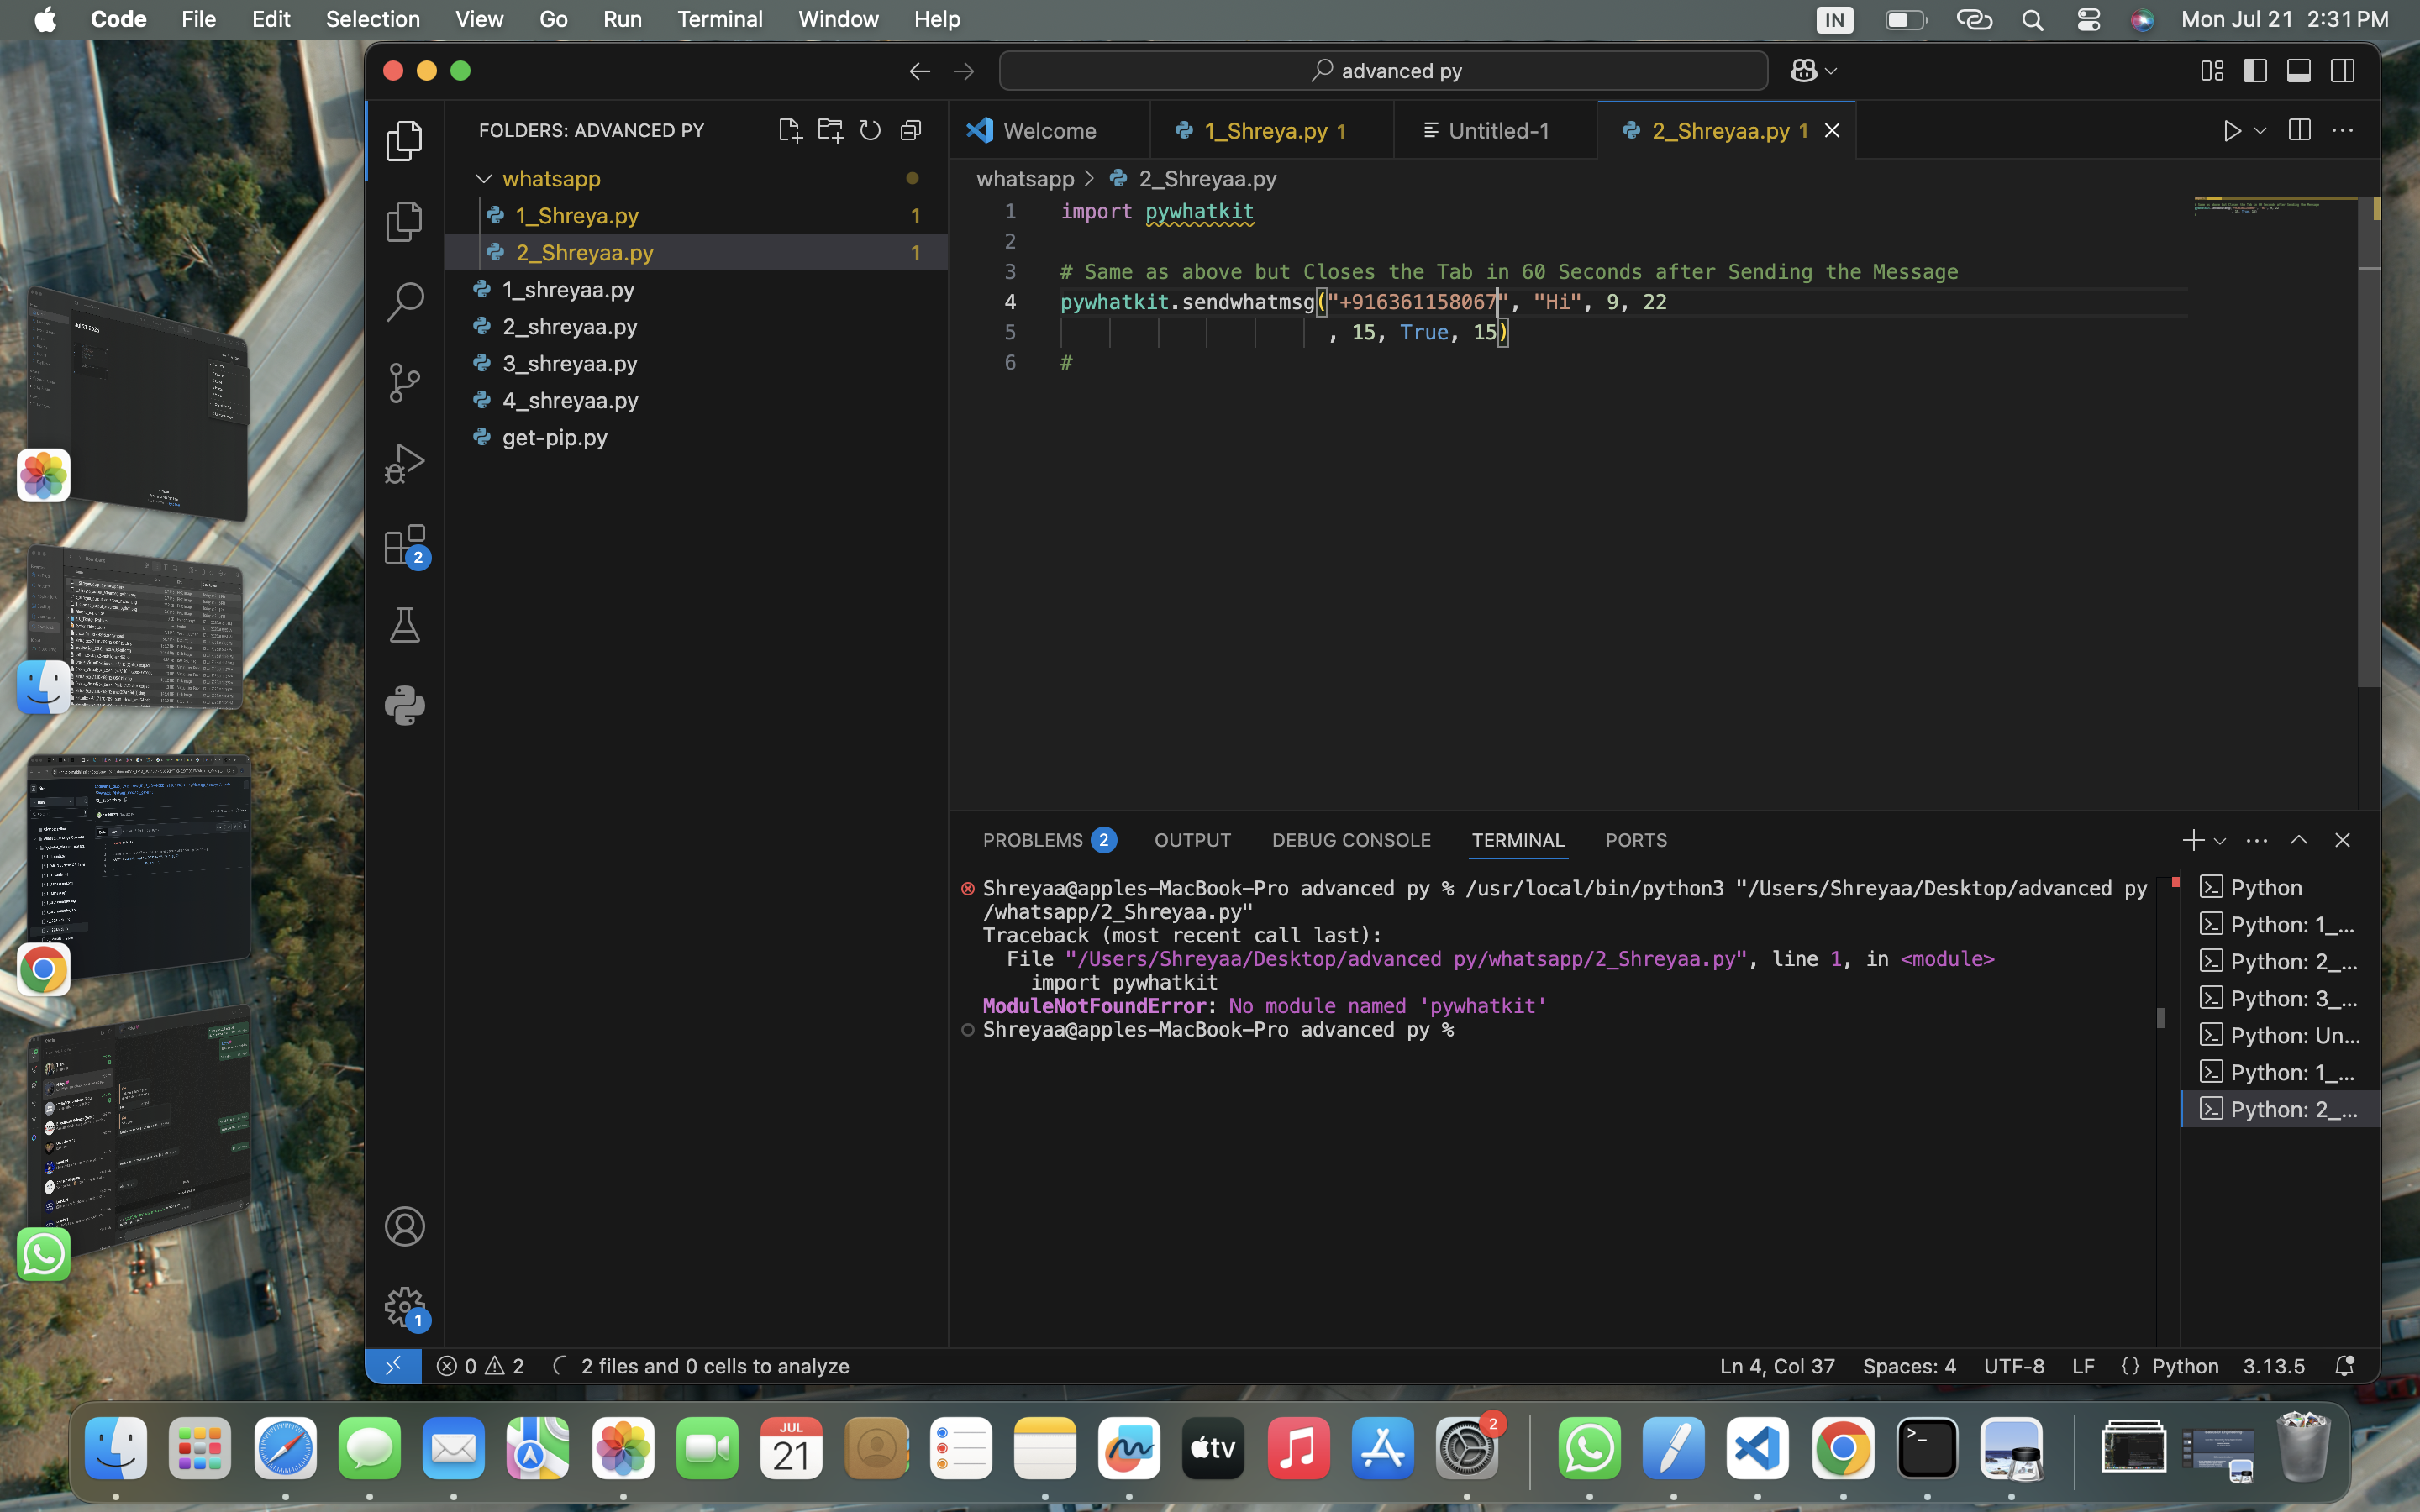 Code File Edit Selection View Go Run Terminal Window Help
IN Mon Jul 21 2:31 PM
advanced py
FOLDERS: ADVANCED PY
whatsapp
1_Shreya.py 1
2_Shreyaa.py 1
1_shreyaa.py
2_shreyaa.py
3_shreyaa.py
4_shreyaa.py
get-pip.py
2
1
Welcome 1_Shreya.py 1 Untitled-1 2_Shreyaa.py 1
whatsapp > 2_Shreyaa.py
1 import pywhatkit
2
3 # Same as above but Closes the Tab in 60 Seconds after Sending the Message
4 pywhatkit.sendwhatmsg("+916361158067", "Hi", 9, 22
5 , 15, True, 15)
6 #
PROBLEMS 2 OUTPUT DEBUG CONSOLE TERMINAL PORTS
Shreyaa@apples-MacBook-Pro advanced py % /usr/local/bin/python3 "/Users/Shreyaa/Desktop/advanced py
/whatsapp/2_Shreyaa.py"
Traceback (most recent call last):
File "/Users/Shreyaa/Desktop/advanced py/whatsapp/2_Shreyaa.py", line 1, in <module>
import pywhatkit
ModuleNotFoundError: No module named 'pywhatkit'
Shreyaa@apples-MacBook-Pro advanced py %
Python
Python: 1_...
Python: 2_...
Python: 3_...
Python: Un...
Python: 1_...
Python: 2_...
0 2 2 files and 0 cells to analyze
Ln 4, Col 37 Spaces: 4 UTF-8 LF {} Python 3.13.5
JUL
21
tv
2